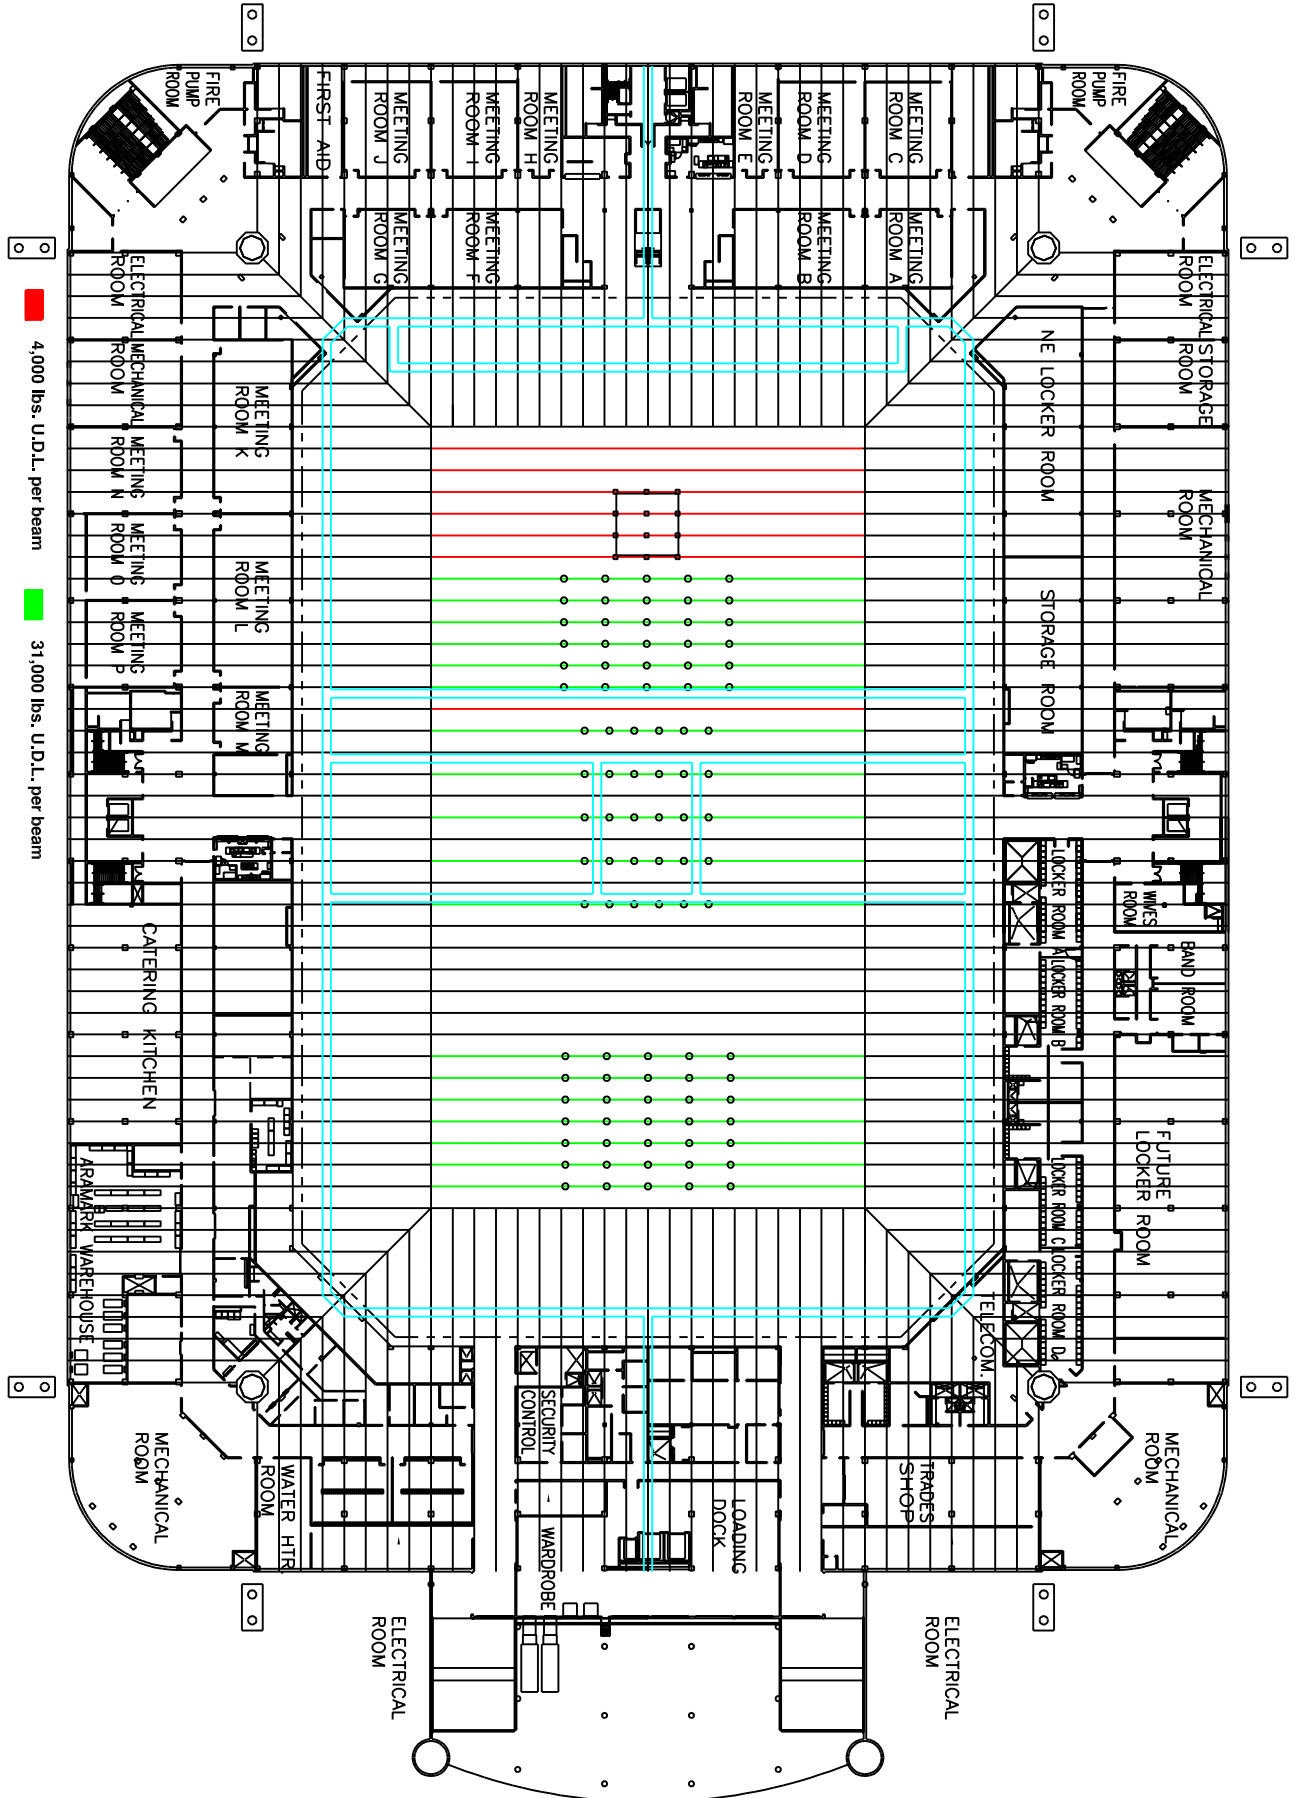 FIRE
PUMP
ROOM
FIRST AID
MEETING
ROOM J
MEETING
ROOM I
MEETING
ROOM H
MEETING
ROOM E
MEETING
ROOM D
MEETING
ROOM C
FIRE
PUMP
ROOM
MEETING
ROOM G
MEETING
ROOM F
MEETING
ROOM B
MEETING
ROOM A
ELECTRICAL
ROOM
MECHANICAL
ROOM
MEETING
ROOM N
MEETING
ROOM O
MEETING
ROOM P
MEETING
ROOM K
MEETING
ROOM L
MEETING
ROOM M
NE LOCKER ROOM
STORAGE ROOM
ELECTRICAL
ROOM
STORAGE
ROOM
MECHANICAL
ROOM
4,000 lbs. U.D.L. per beam
31,000 lbs. U.D.L. per beam
CATERING KITCHEN
ARAMARK WAREHOUSE
LOCKER ROOM A
LOCKER ROOM B
LOCKER ROOM C
LOCKER ROOM D
WIVES
ROOM
BAND ROOM
FUTURE
LOCKER ROOM
TELECOM.
MECHANICAL
ROOM
WATER HTR
ROOM
SECURITY
CONTROL
WARDROBE
LOADING
DOCK
TRADES
SHOP
MECHANICAL
ROOM
ELECTRICAL
ROOM
ELECTRICAL
ROOM